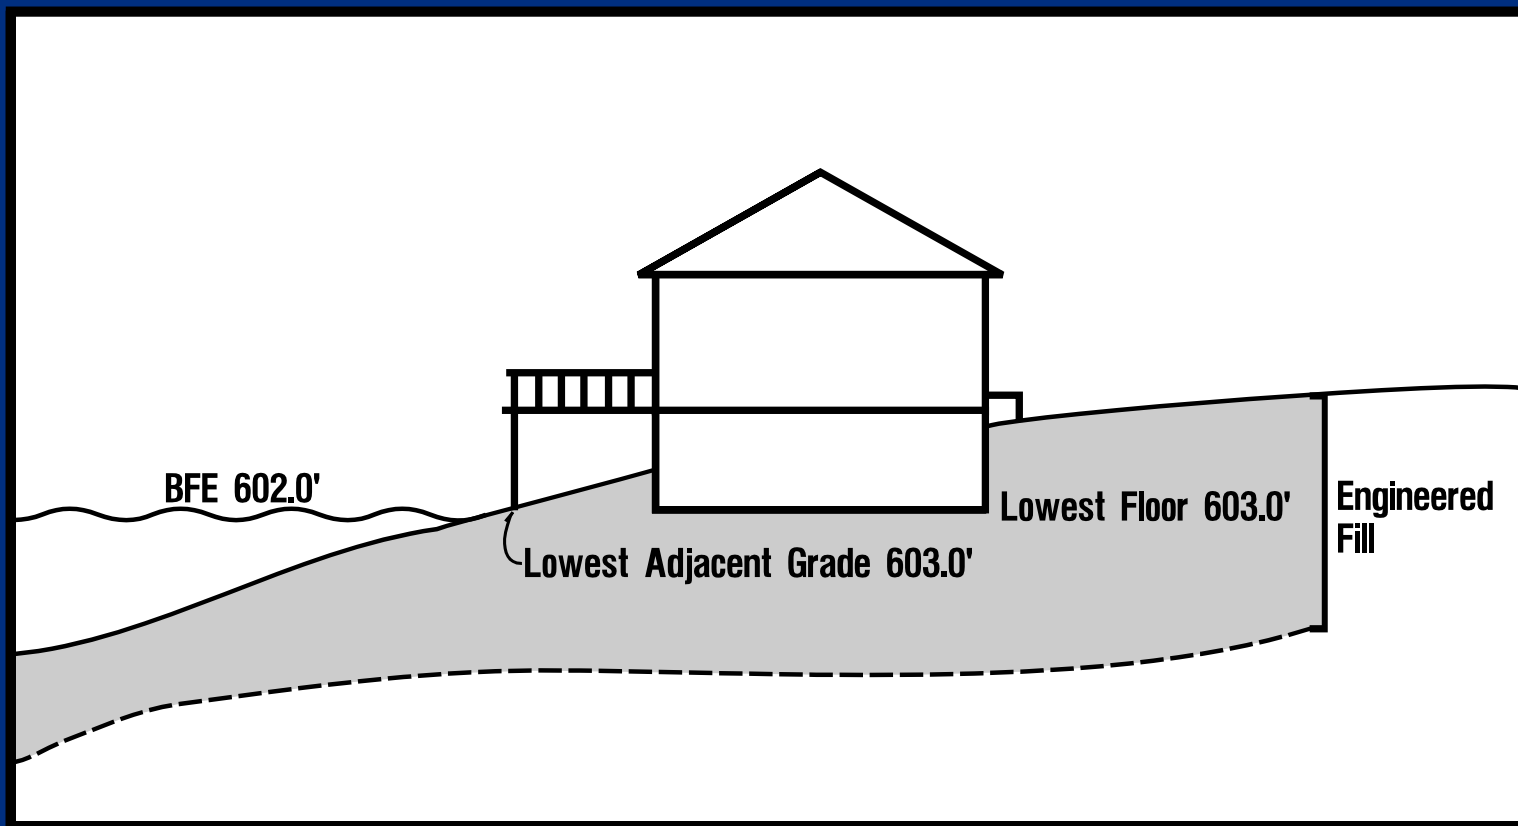 BFE 602.0'
Lowest Floor 603.0'
Engineered
Fill
Lowest Adjacent Grade 603.0'